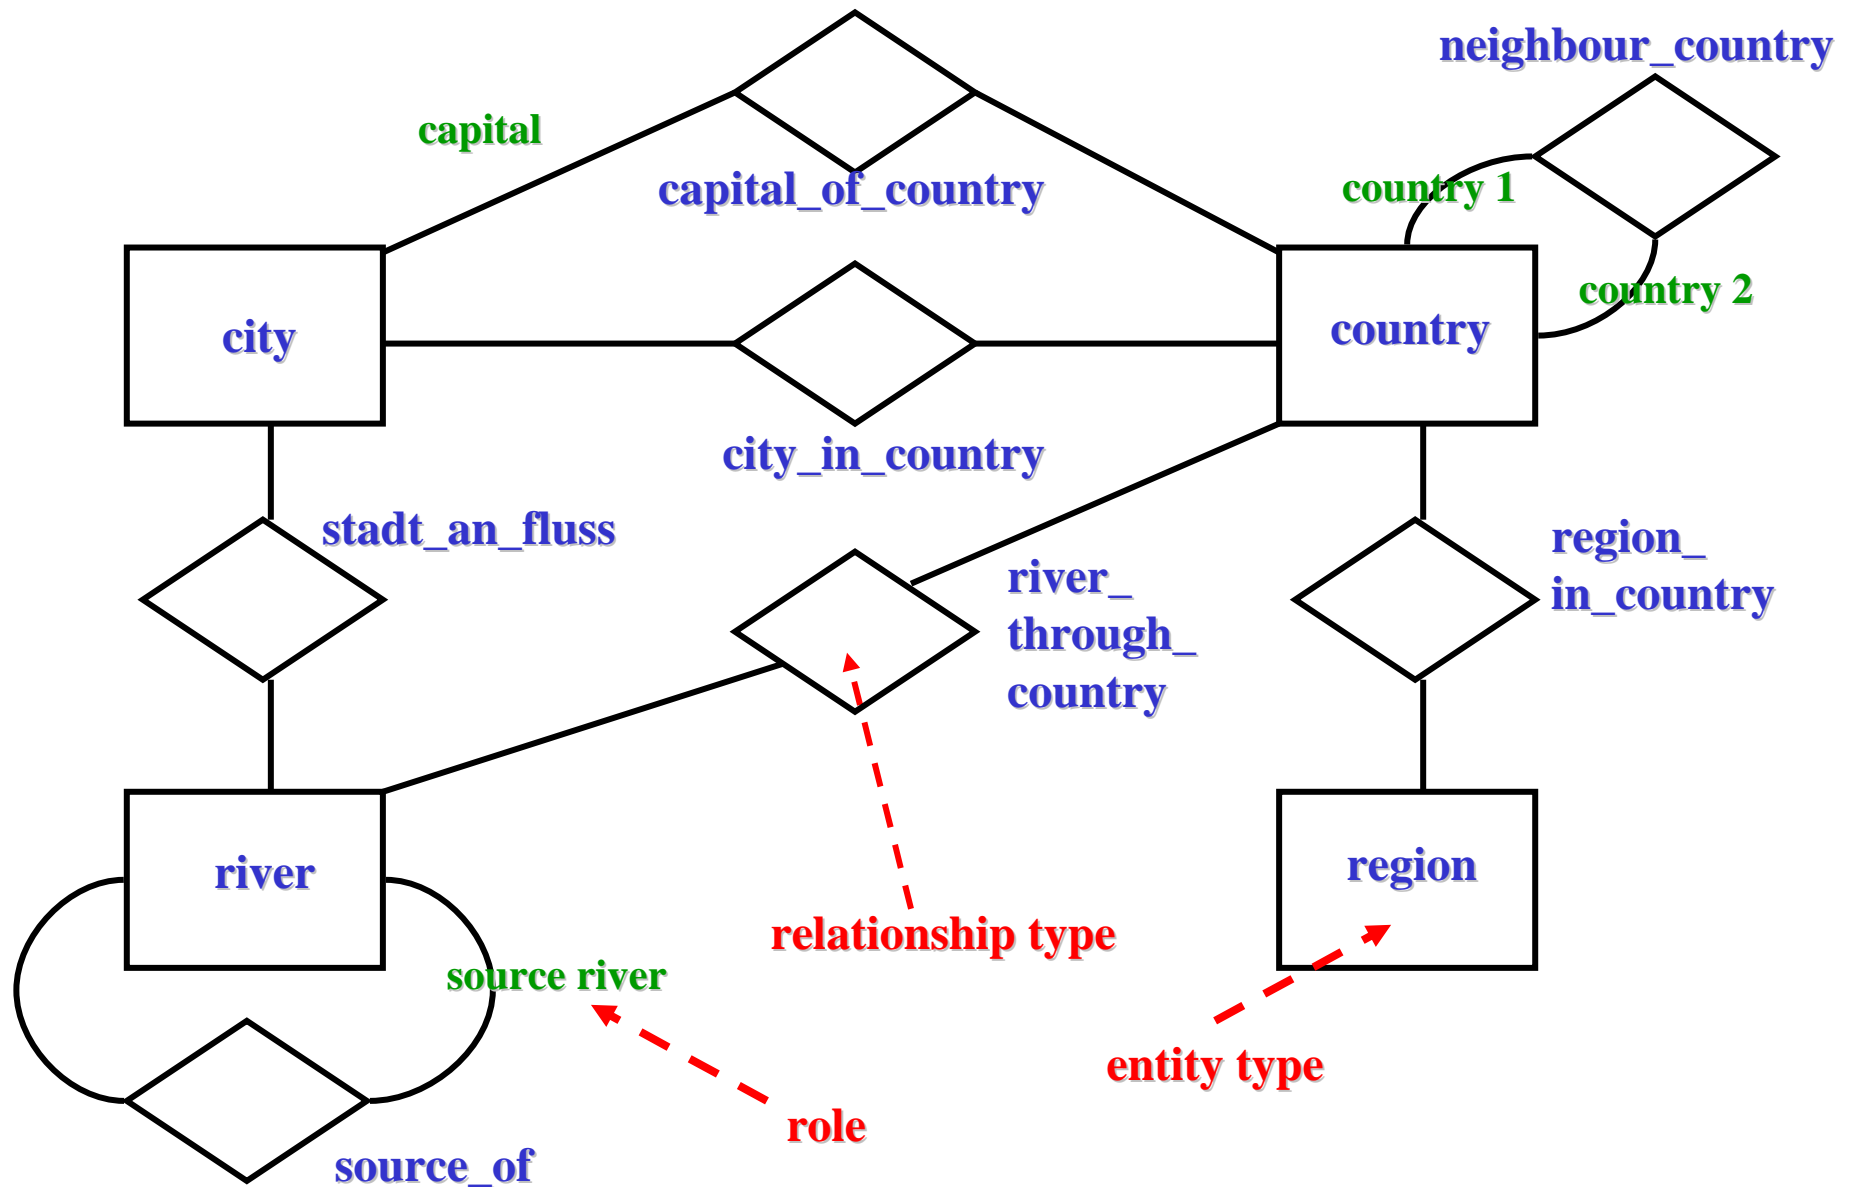 neighbour_country
capital
country 1
capital_of_country
country 2
city
country
city_in_country
stadt_an_fluss
region_
in_country
river_
through_
country
river
region
relationship type
source river
entity type
role
source_of